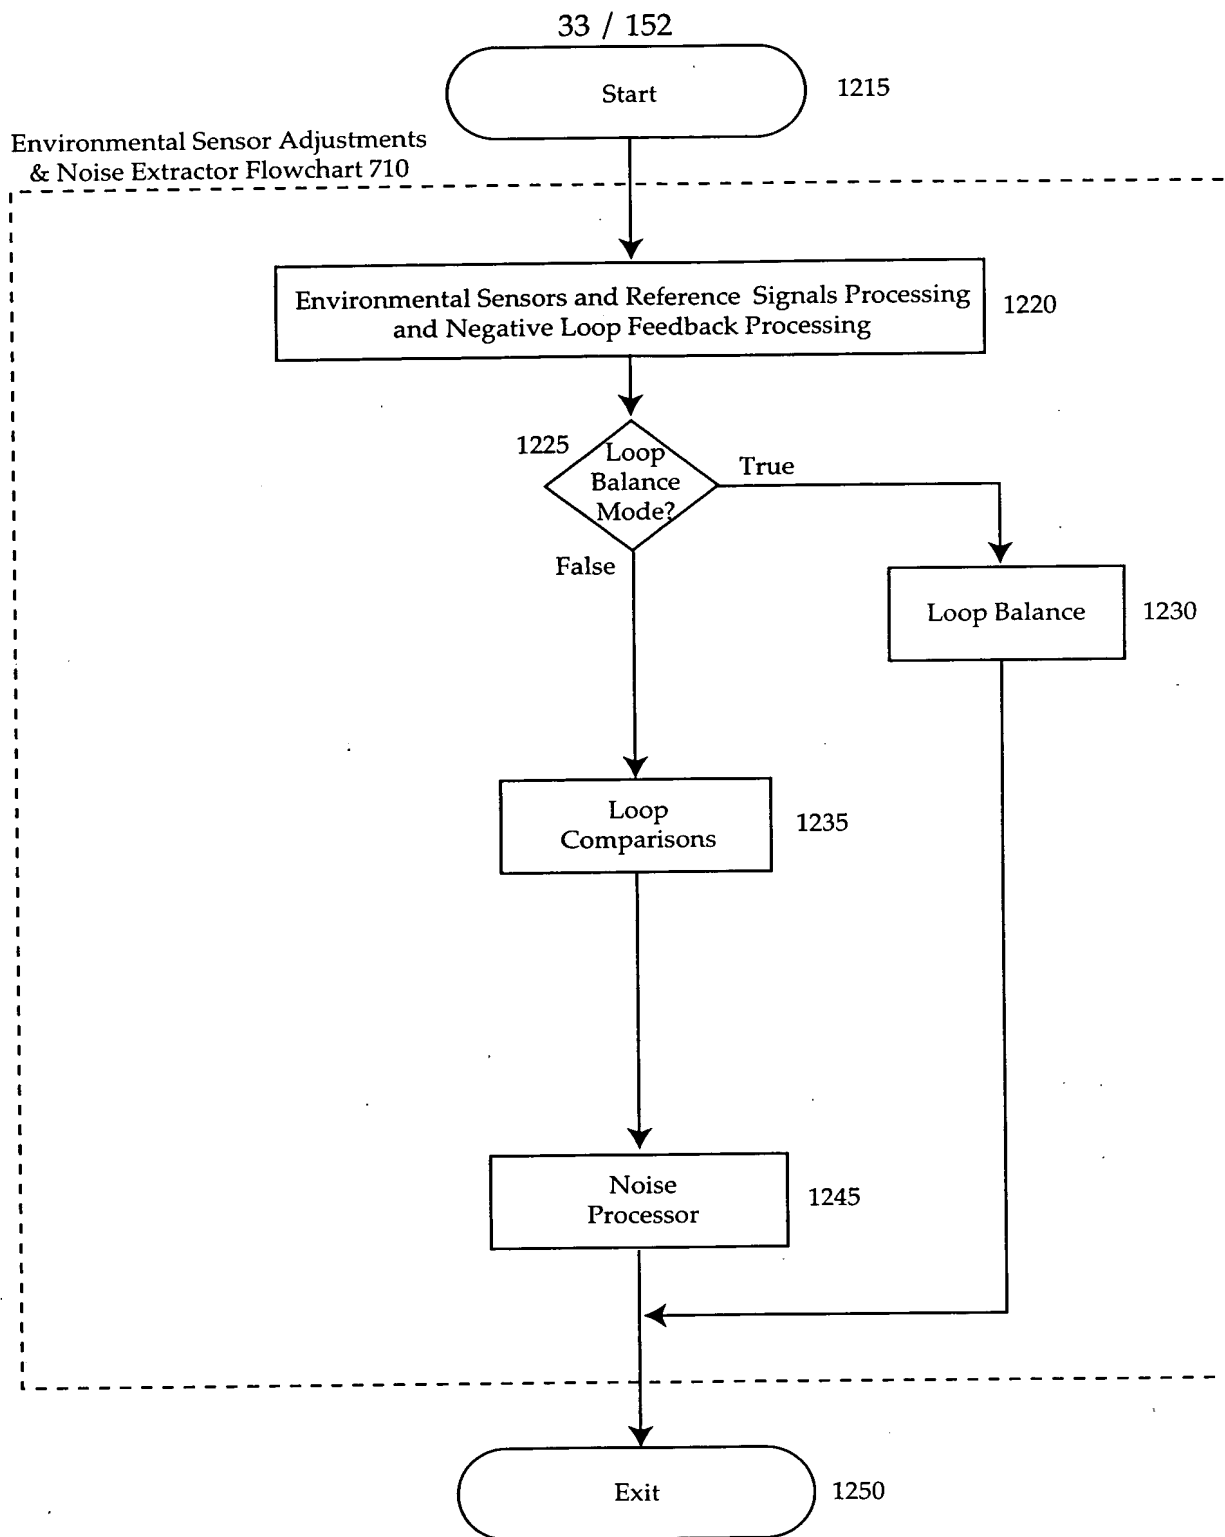 33 / 152
Start
1215
Environmental Sensor Adjustments
& Noise Extractor Flowchart 710
Environmental Sensors and Reference Signals Processing
and Negative Loop Feedback Processing
1220
1225
Loop
Balance
Mode?
True
False
Loop Balance
1230
Loop
Comparisons
1235
Noise
Processor
1245
Exit
1250